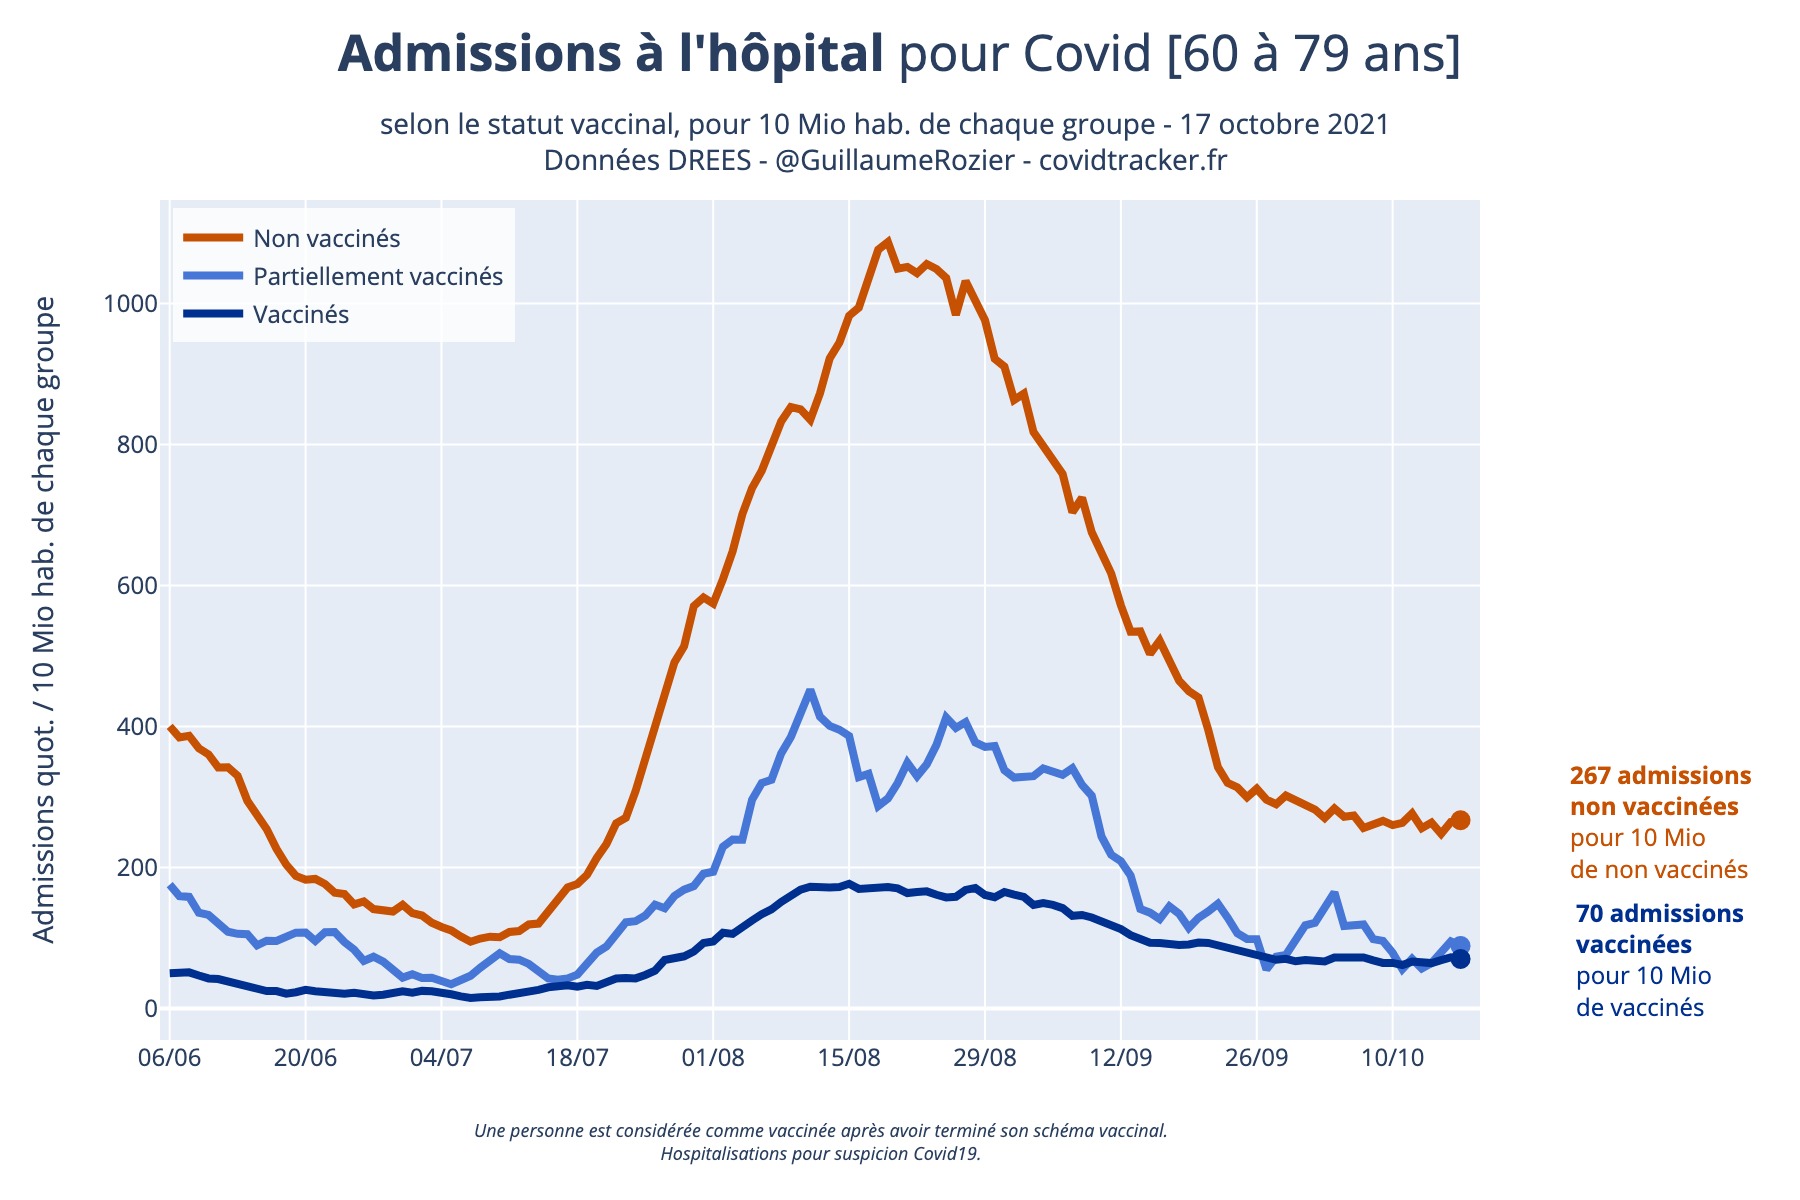 Admissions à l'hôpital pour Covid [60 à 79 ans]
selon le statut vaccinal, pour 10 Mio hab. de chaque groupe - 17 octobre 2021
Données DREES - @GuillaumeRozier - covidtracker.fr
Non vaccinés
Partiellement vaccinés
Vaccinés
Admissions quot. / 10 Mio hab. de chaque groupe
1000
800
600
400
200
0
06/06
20/06
04/07
18/07
01/08
15/08
29/08
12/09
26/09
10/10
267 admissions
non vaccinées
pour 10 Mio
de non vaccinés
70 admissions
vaccinées
pour 10 Mio
de vaccinés
Une personne est considérée comme vaccinée après avoir terminé son schéma vaccinal.
Hospitalisations pour suspicion Covid19.